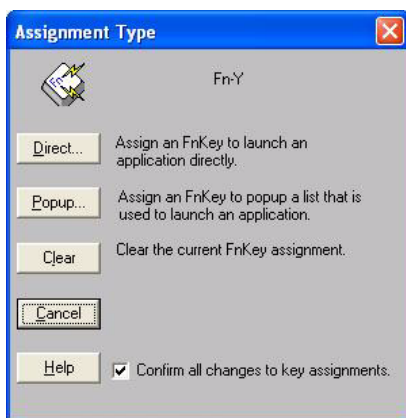 Assignment Type
Fn
Fn-Y
Direct...
Assign an FnKey to launch an
application directly.
Popup...
Assign an FnKey to popup a list that is
used to launch an application.
Clear
Clear the current FnKey assignment.
Cancel
Help
Confirm all changes to key assignments.